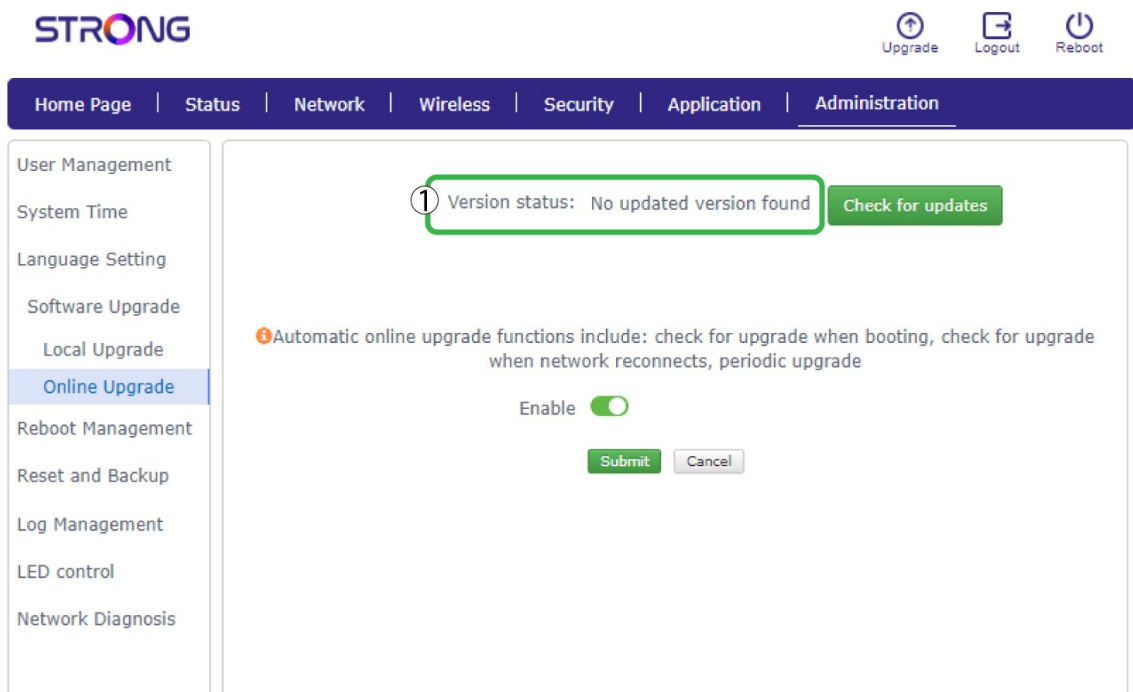 STRONG
Upgrade
Logout
Reboot
Home Page | Status | Network | Wireless | Security | Application | Administration
User Management
System Time
Language Setting
Software Upgrade
Local Upgrade
Online Upgrade
Reboot Management
Reset and Backup
Log Management
LED control
Network Diagnosis
① Version status: No updated version found
Check for updates
Automatic online upgrade functions include: check for upgrade when booting, check for upgrade
when network reconnects, periodic upgrade
Enable
Submit
Cancel